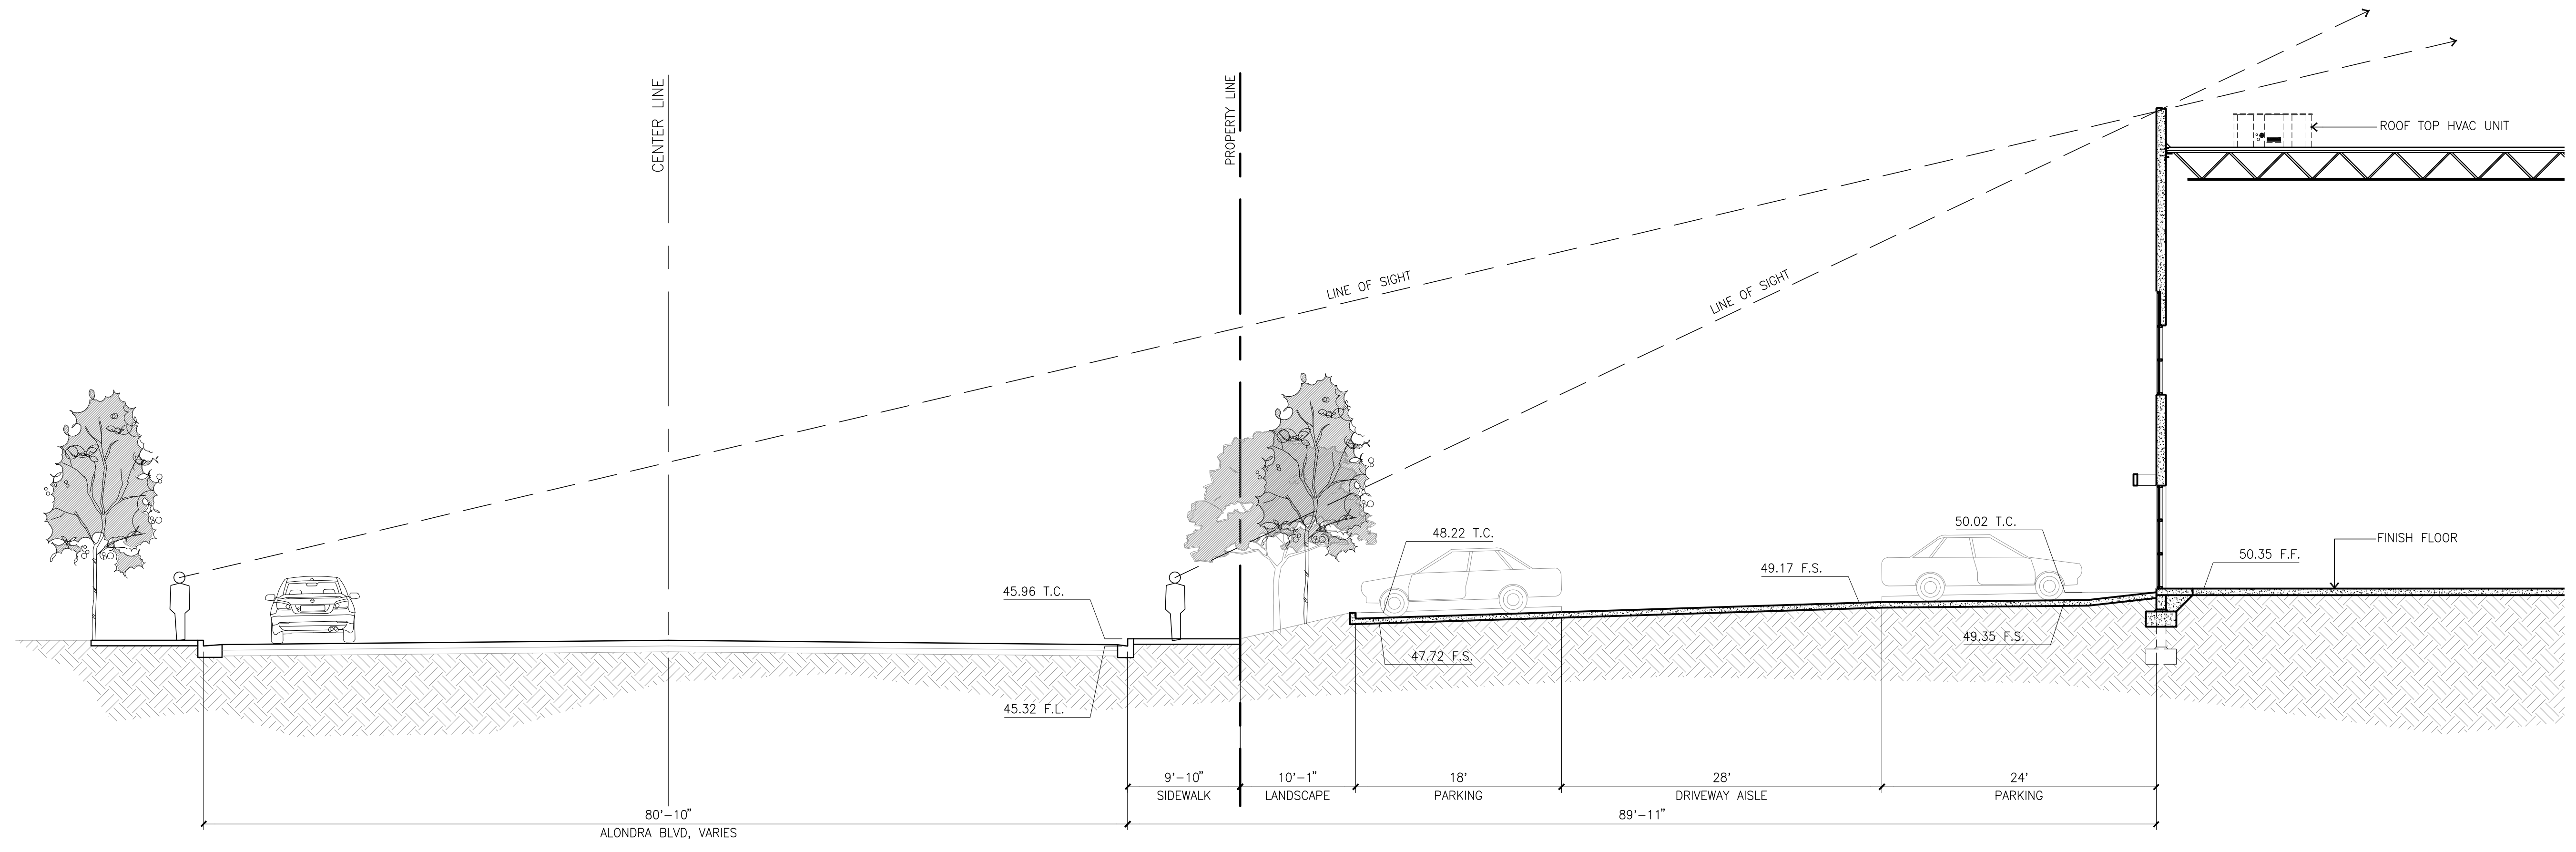 CENTER LINE
PROPERTY LINE
ROOF TOP HVAC UNIT
LINE OF SIGHT
LINE OF SIGHT
48.22 T.C.
50.02 T.C.
FINISH FLOOR
50.35 F.F.
49.17 F.S.
45.96 T.C.
49.35 F.S.
47.72 F.S.
45.32 F.L.
9'-10"
SIDEWALK
10'-1"
LANDSCAPE
18'
PARKING
28'
DRIVEWAY AISLE
24'
PARKING
80'-10"
ALONDRA BLVD, VARIES
89'-11"